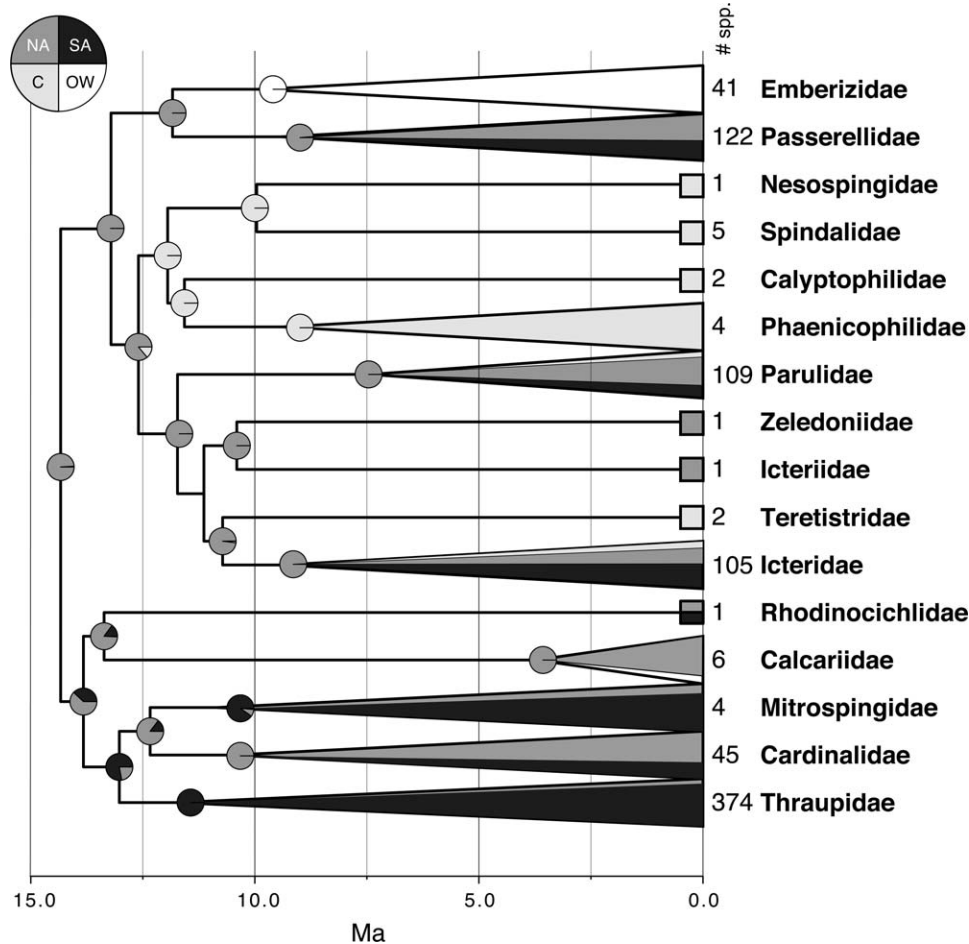 NA SA
C OW
# spp.
41 Emberizidae
122 Passerellidae
1 Nesospingidae
5 Spindalidae
2 Calyptophilidae
4 Phaenicophilidae
109 Parulidae
1 Zeledoniidae
1 Icteriidae
2 Teretistridae
105 Icteridae
1 Rhodinocichlidae
6 Calcariidae
4 Mitrospingidae
45 Cardinalidae
374 Thraupidae
15.0 10.0 5.0 0.0
Ma